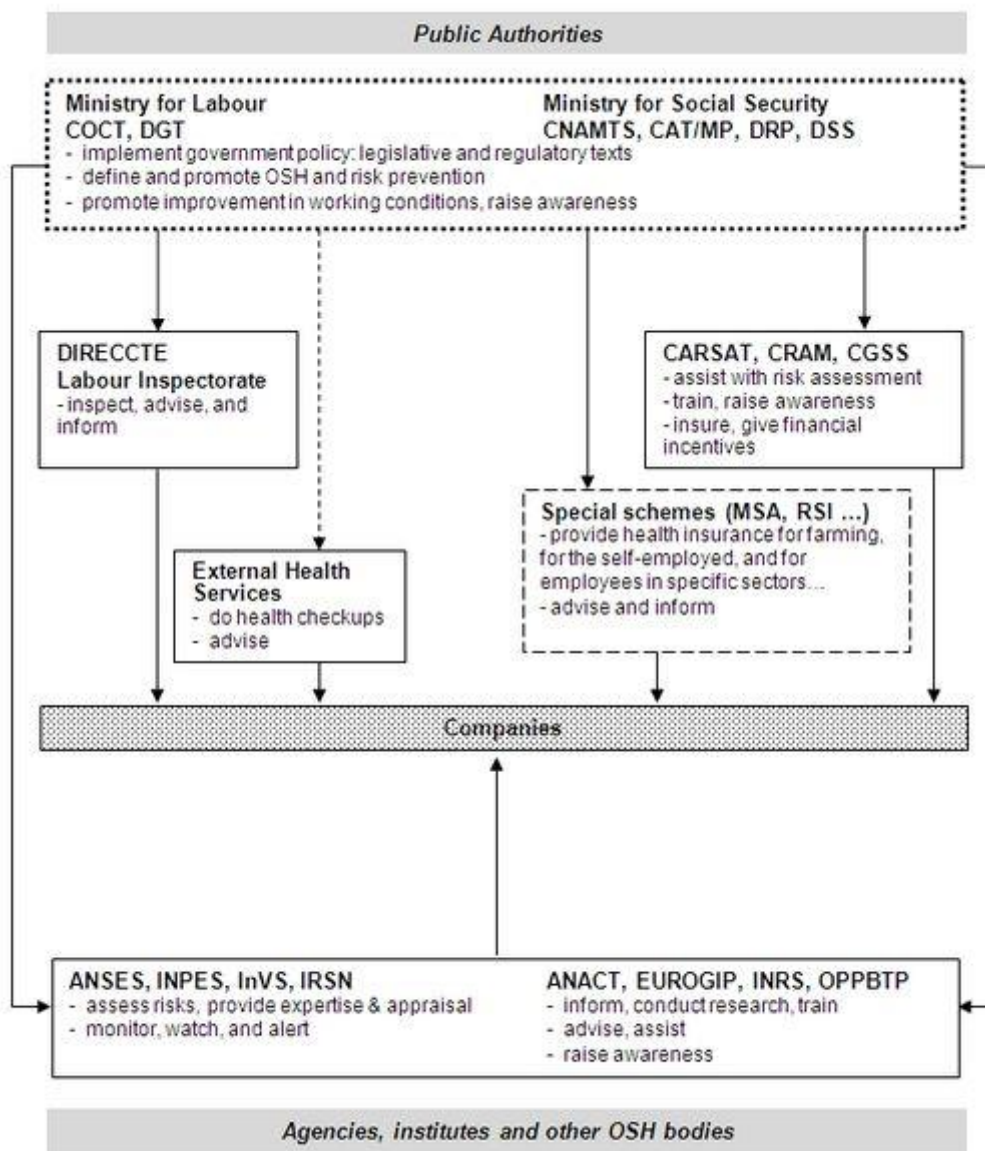 Public Authorities
Ministry for Labour
COCT, DGT
Ministry for Social Security
CNAMTS, CAT/MP, DRP, DSS
- implement government policy: legislative and regulatory texts
- define and promote OSH and risk prevention
- promote improvement in working conditions, raise awareness
DIRECCTE
Labour Inspectorate
- inspect, advise, and
inform
CARSAT, CRAM, CGSS
- assist with risk assessment
- train, raise awareness
- insure, give financial
incentives
External Health
Services
- do health checkups
- advise
Special schemes (MSA, RSI ...)
- provide health insurance for farming,
for the self-employed, and for
employees in specific sectors...
- advise and inform
Companies
ANSES, INPES, InVS, IRSN
- assess risks, provide expertise & appraisal
- monitor, watch, and alert
ANACT, EUROGIP, INRS, OPPBTP
- inform, conduct research, train
- advise, assist
- raise awareness
Agencies, institutes and other OSH bodies